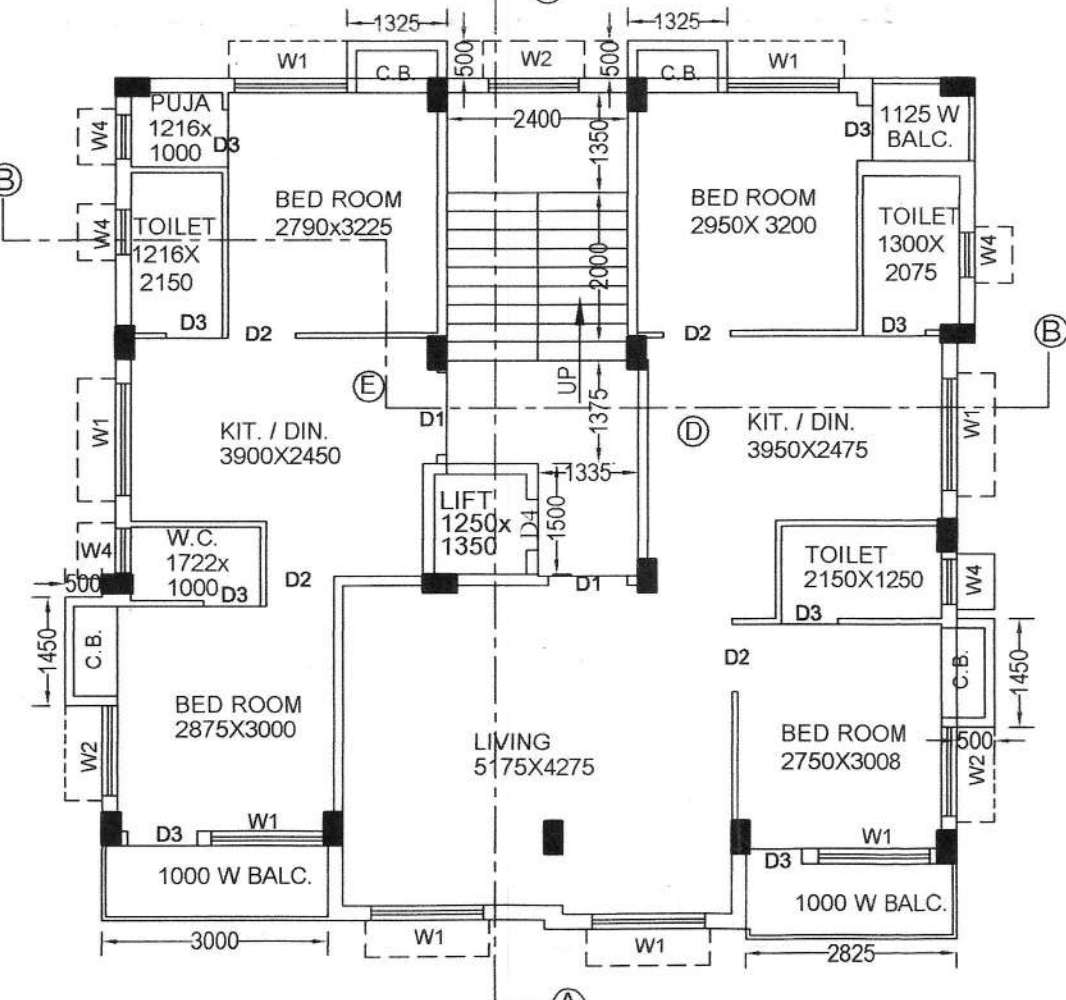 1325
1325
W1
C.B.
500
W2
500
C.B.
W1
PUJA
1216x
1000
W4
D3
2400
1350
D3
1125 W
BALC.
B
BED ROOM
2790x3225
BED ROOM
2950X 3200
TOILET
1216X
2150
W4
TOILET
1300X
2075
W4
2000
D3
D2
D2
D3
B
E
UP
1375
D1
D
W1
KIT. / DIN.
3900X2450
KIT. / DIN.
3950X2475
W1
1335
LIFT
1250x
1350
D4
1500
W4
W.C.
1722x
1000
D3
D2
D1
TOILET
2150X1250
D3
W4
500
1450
C.B.
D2
C.B.
1450
BED ROOM
2875X3000
W2
LIVING
5175X4275
BED ROOM
2750X3008
500
W2
D3
W1
W1
D3
1000 W BALC.
1000 W BALC.
3000
W1
W1
2825
A